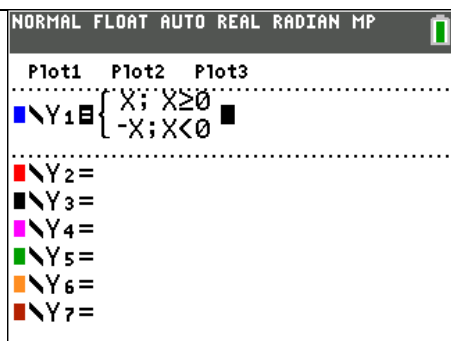 NORMAL FLOAT AUTO REAL RADIAN MP
Plot1 Plot2 Plot3
\Y₁={ X; X≥0
-X; X<0
\Y₂=
\Y₃=
\Y₄=
\Y₅=
\Y₆=
\Y₇=